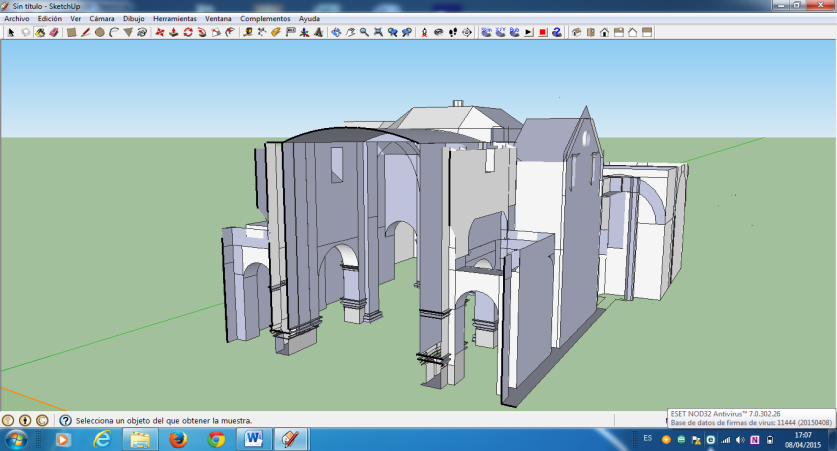 Sin título - SketchUp
Archivo Edición Ver Cámara Dibujo Herramientas Ventana Complementos Ayuda
Selecciona un objeto del que obtener la muestra.
ESET NOD32 Antivirus™ 7.0.302.26
Base de datos de firmas de virus: 11444 (20150408)
ES
17:07
08/04/2015